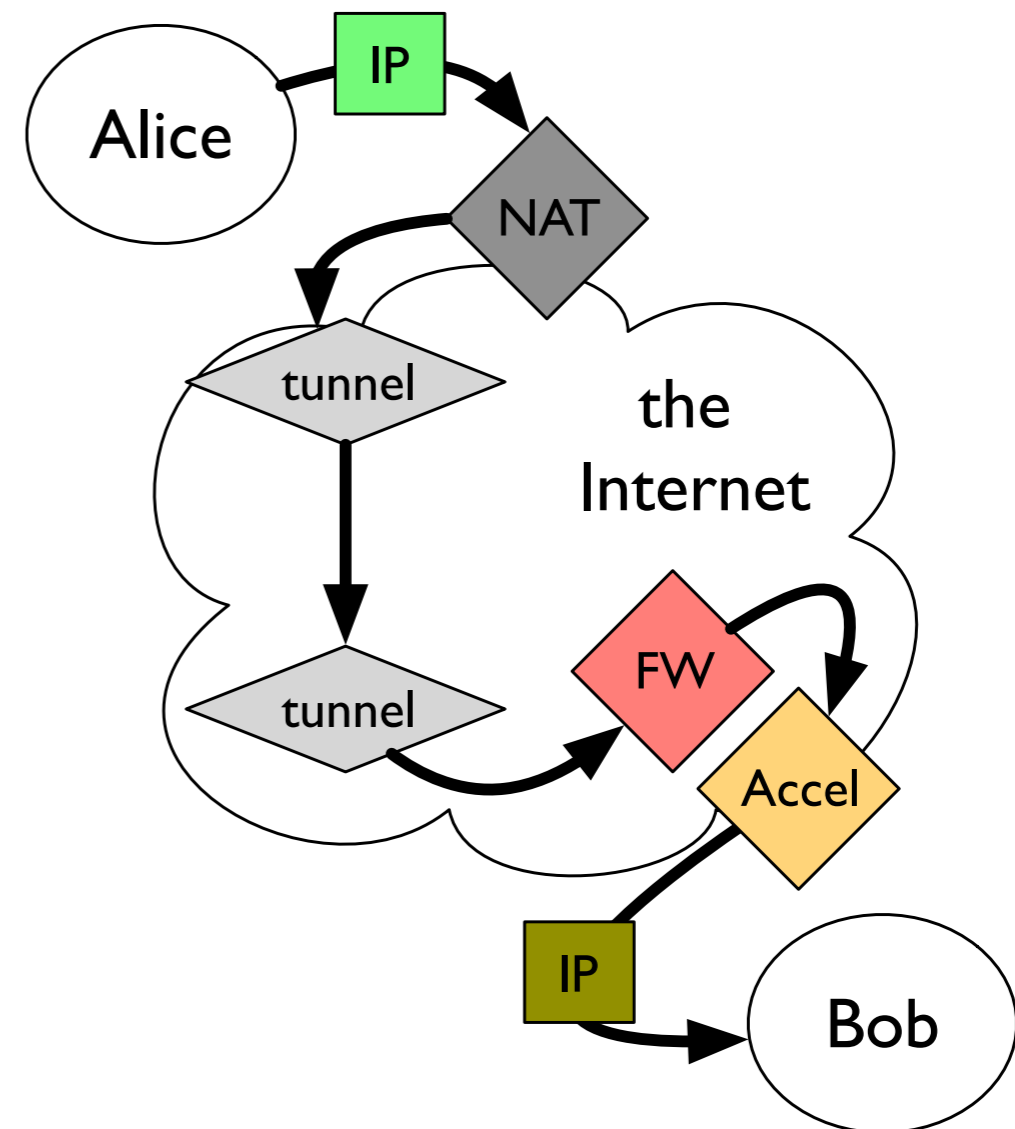 IP
Alice
NAT
tunnel
the
Internet
FW
tunnel
Accel
IP
Bob